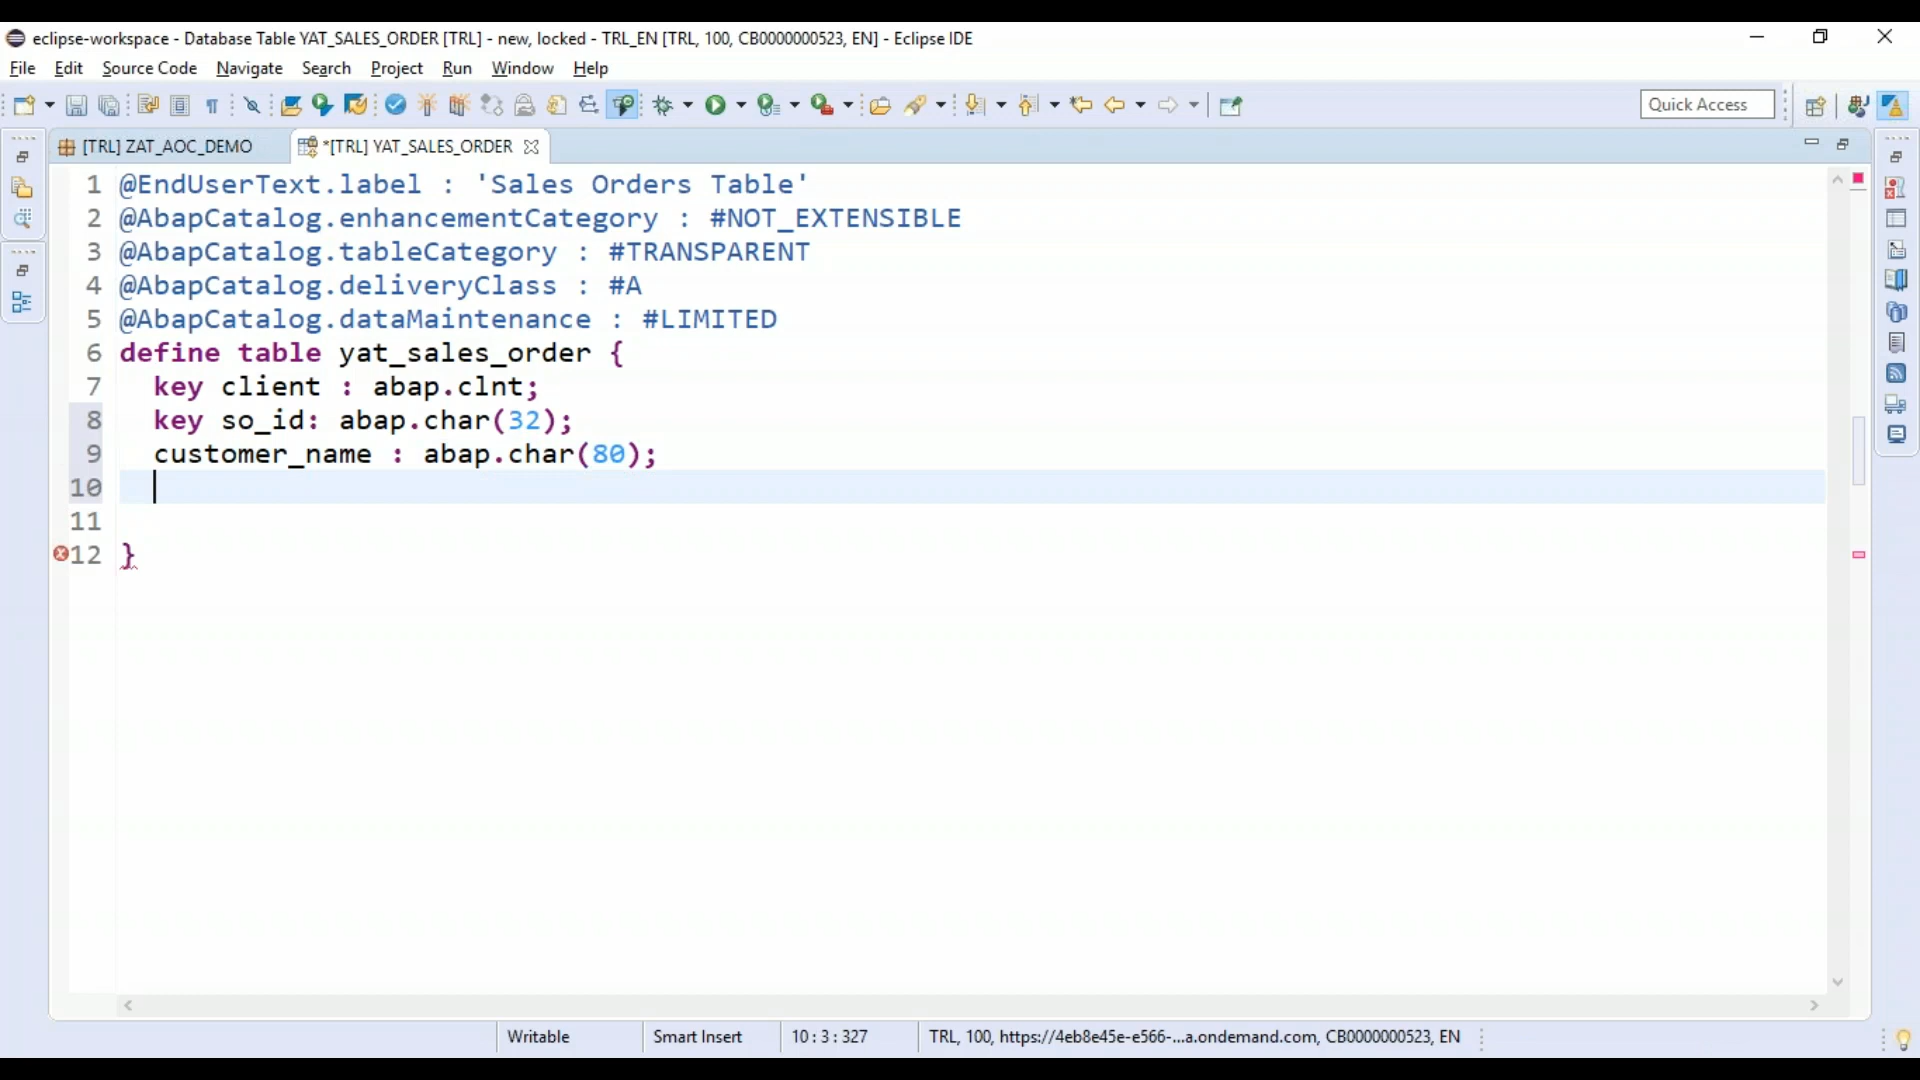 eclipse-workspace - Database Table YAT_SALES_ORDER [TRL] - new, locked - TRL_EN [TRL, 100, CB0000000523, EN] - Eclipse IDE
File Edit Source Code Navigate Search Project Run Window Help
Quick Access
[TRL] ZAT_AOC_DEMO *[TRL] YAT_SALES_ORDER
1 @EndUserText.label : 'Sales Orders Table'
2 @AbapCatalog.enhancementCategory : #NOT_EXTENSIBLE
3 @AbapCatalog.tableCategory : #TRANSPARENT
4 @AbapCatalog.deliveryClass : #A
5 @AbapCatalog.dataMaintenance : #LIMITED
6 define table yat_sales_order {
7 key client : abap.clnt;
8 key so_id: abap.char(32);
9 customer_name : abap.char(80);
10
11
12 }
Writable Smart Insert 10 : 3 : 327 TRL, 100, https://4eb8e45e-e566-...a.ondemand.com, CB0000000523, EN